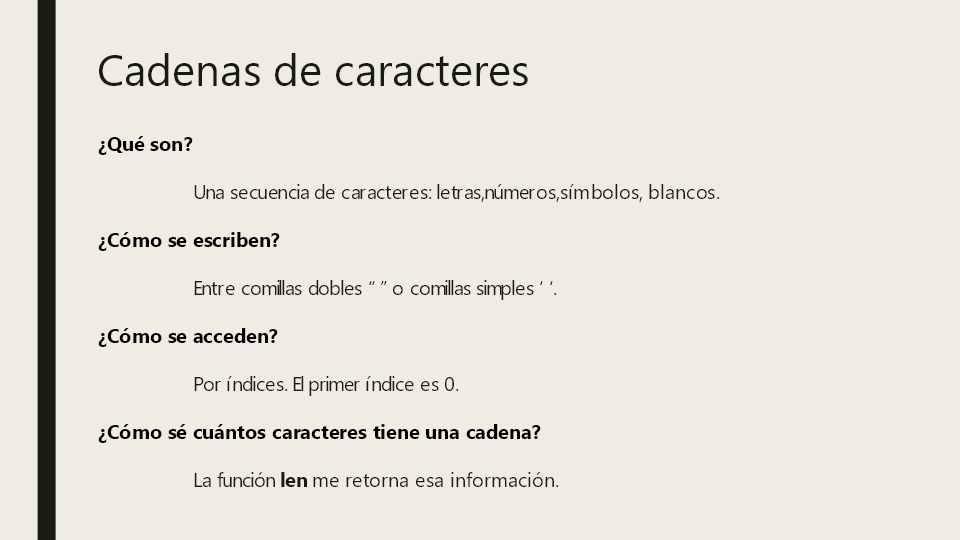 Cadenas de caracteres
¿Qué son?
Una secuencia de caracteres: letras,números,símbolos, blancos.
¿Cómo se escriben?
Entre comillas dobles “ ” o comillas simples ‘ ‘.
¿Cómo se acceden?
Por índices. El primer índice es 0.
¿Cómo sé cuántos caracteres tiene una cadena?
La función len me retorna esa información.